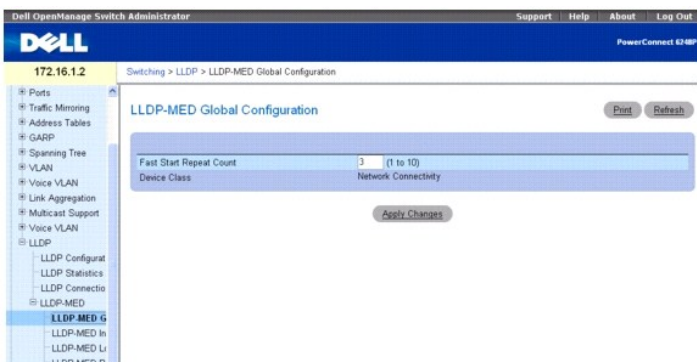 Dell OpenManage Switch Administrator
Support Help About Log Out
DELL
PowerConnect 6248P
172.16.1.2
Switching > LLDP > LLDP-MED Global Configuration
Ports
Traffic Mirroring
Address Tables
GARP
Spanning Tree
VLAN
Voice VLAN
Link Aggregation
Multicast Support
Voice VLAN
LLDP
LLDP Configurat
LLDP Statistics
LLDP Connectio
LLDP-MED
LLDP-MED G
LLDP-MED In
LLDP-MED L
LLDP-MED Global Configuration
Print Refresh
Fast Start Repeat Count 3 (1 to 10)
Device Class Network Connectivity
Apply Changes